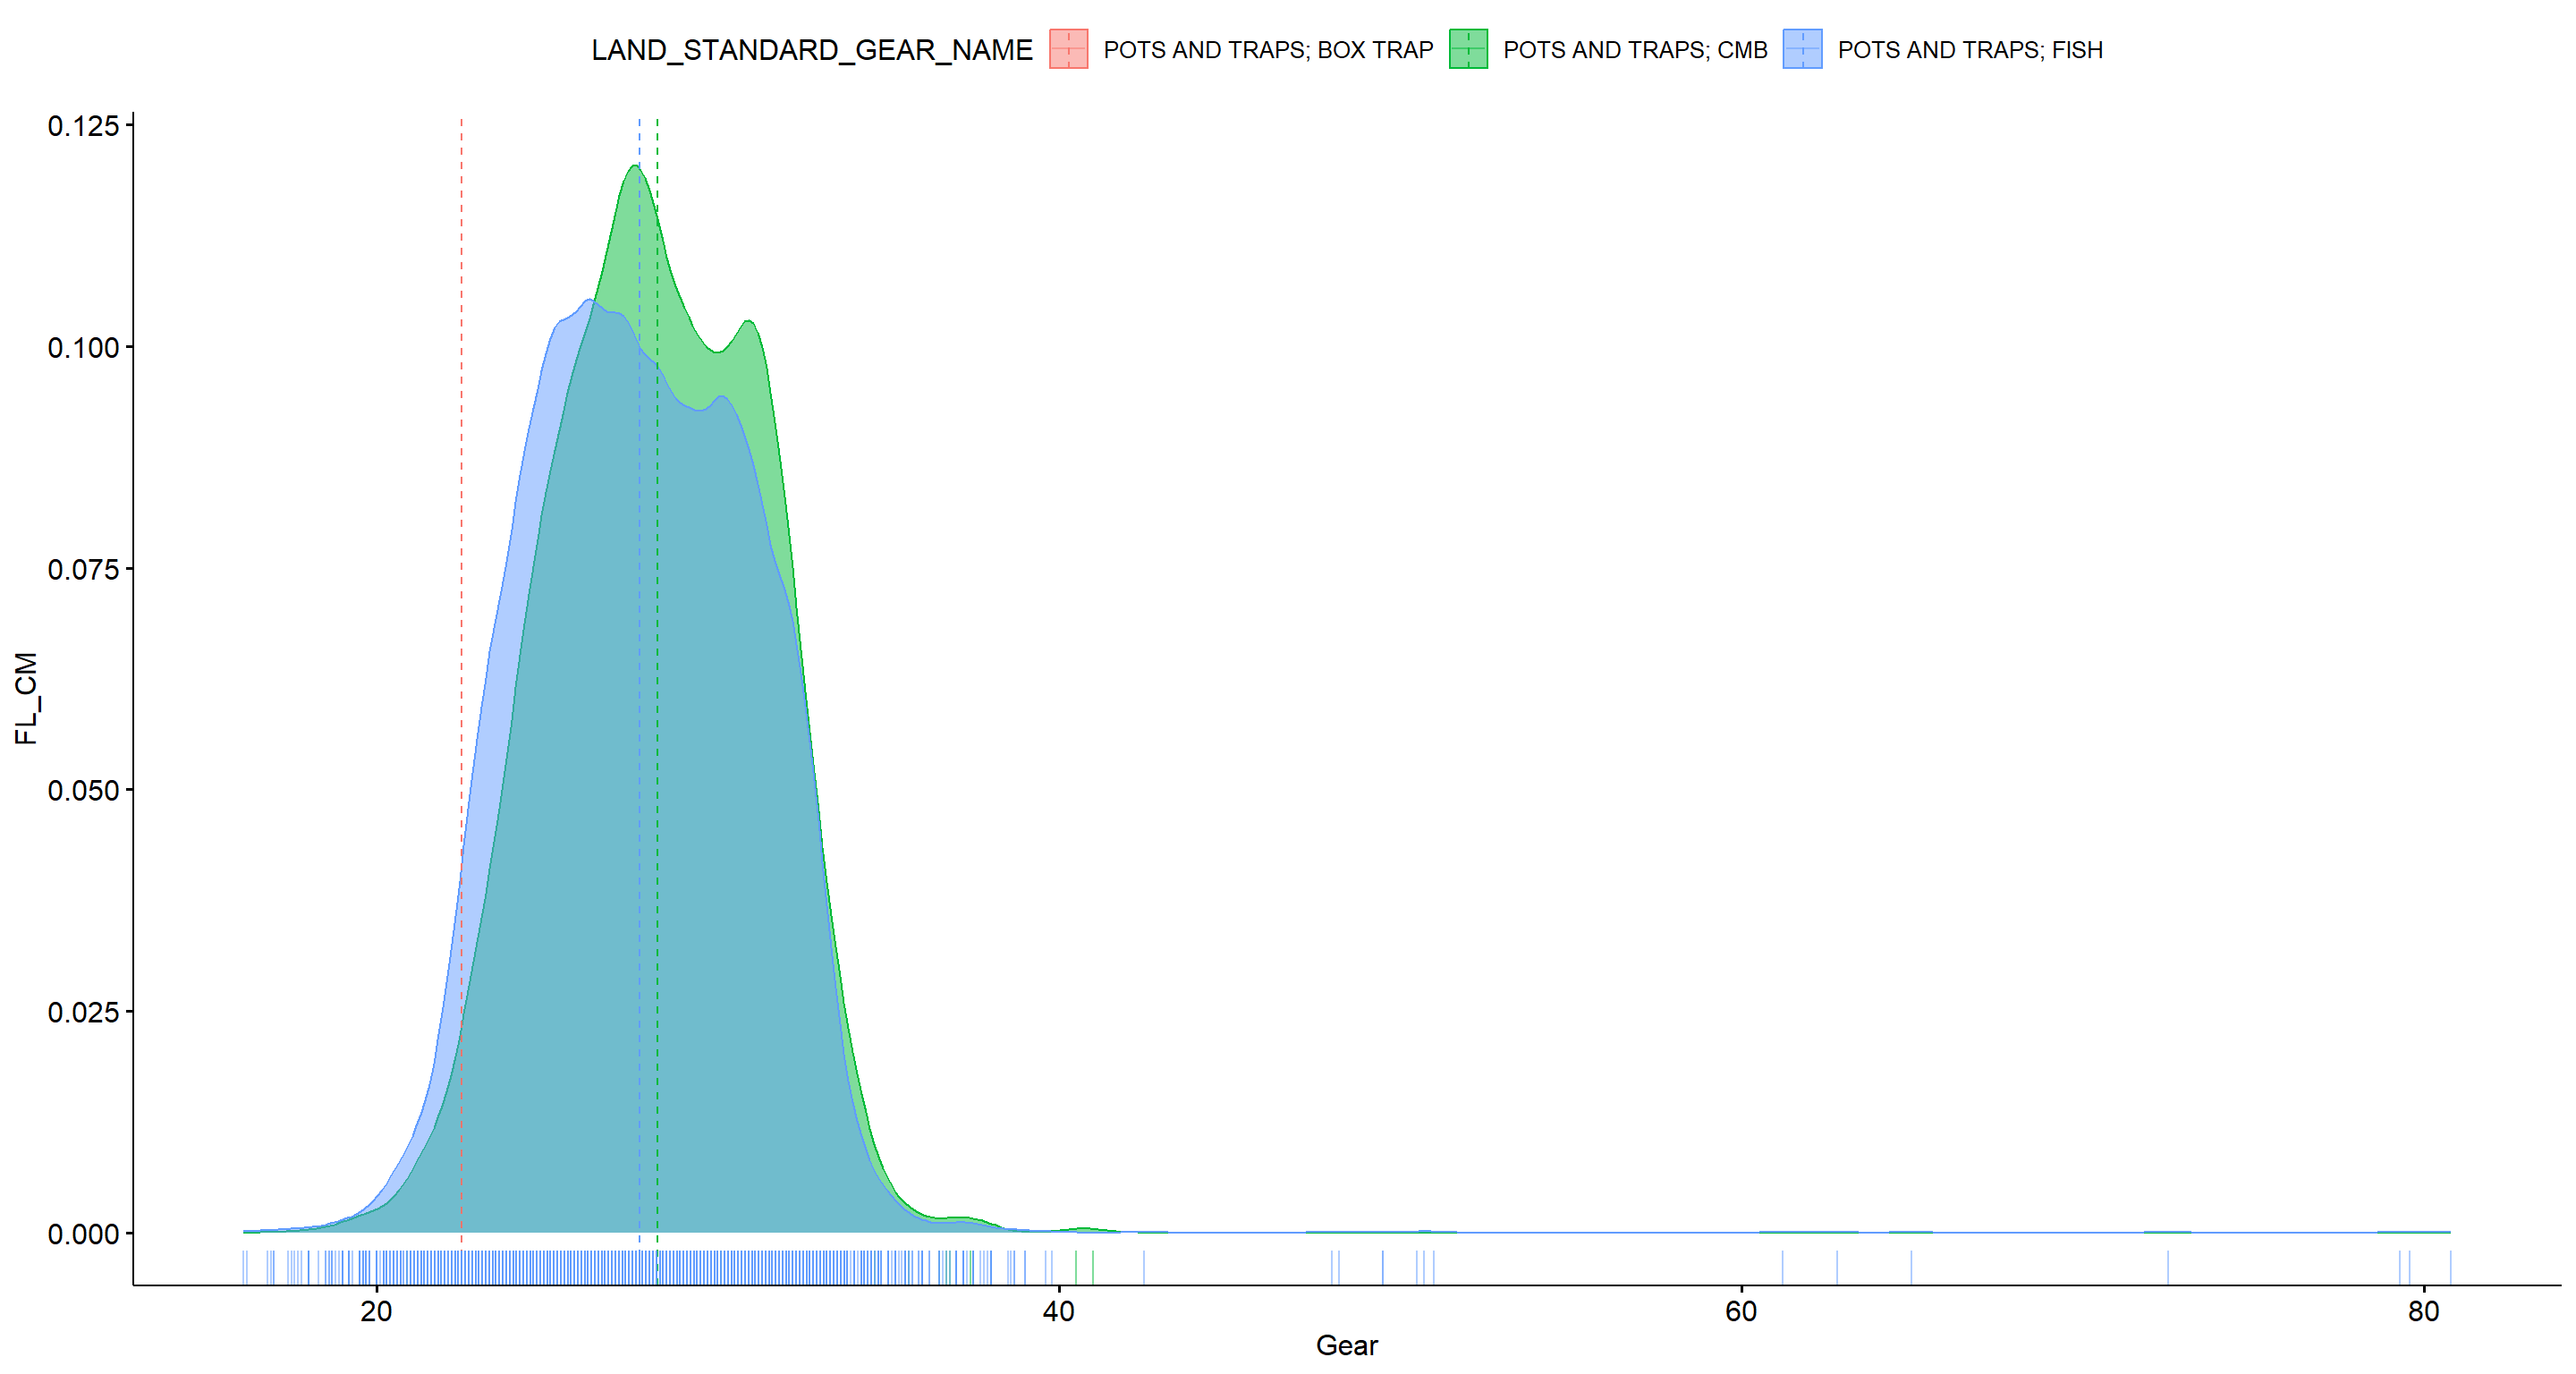 LAND_STANDARD_GEAR_NAME POTS AND TRAPS; BOX TRAP POTS AND TRAPS; CMB POTS AND TRAPS; FISH
0.125
0.100
0.075
0.050
0.025
0.000
FL_CM
20 40 60 80
Gear